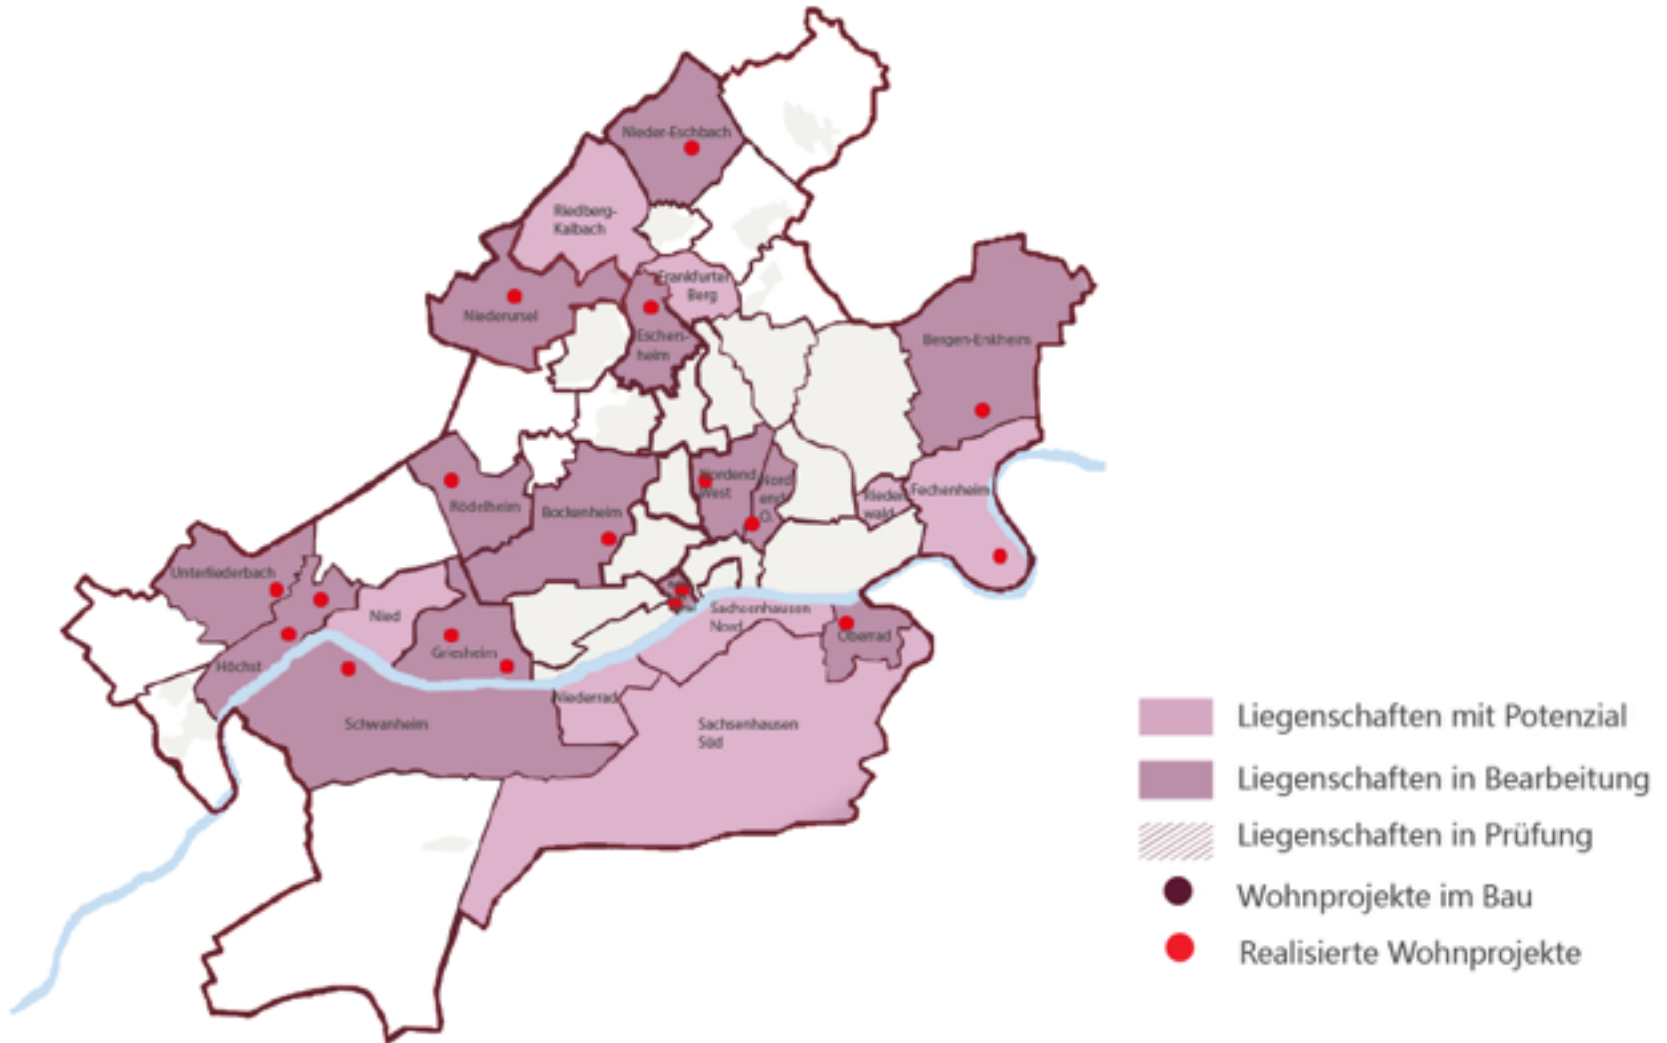 Nieder-Eschbach
Riedberg-
Kalbach
Frankfurter
Berg
Niederursel
Eschers-
heim
Bergen-Enkheim
Nordend
West
Nord
end
O.
Rödelheim
Bockenheim
Rieder
wald
Fechenheim
Unterliederbach
Nied
Sachsenhausen
Nord
Oberrad
Griesheim
Höchst
Niederrad
Schwanheim
Sachsenhausen
Süd
Liegenschaften mit Potenzial
Liegenschaften in Bearbeitung
Liegenschaften in Prüfung
Wohnprojekte im Bau
Realisierte Wohnprojekte